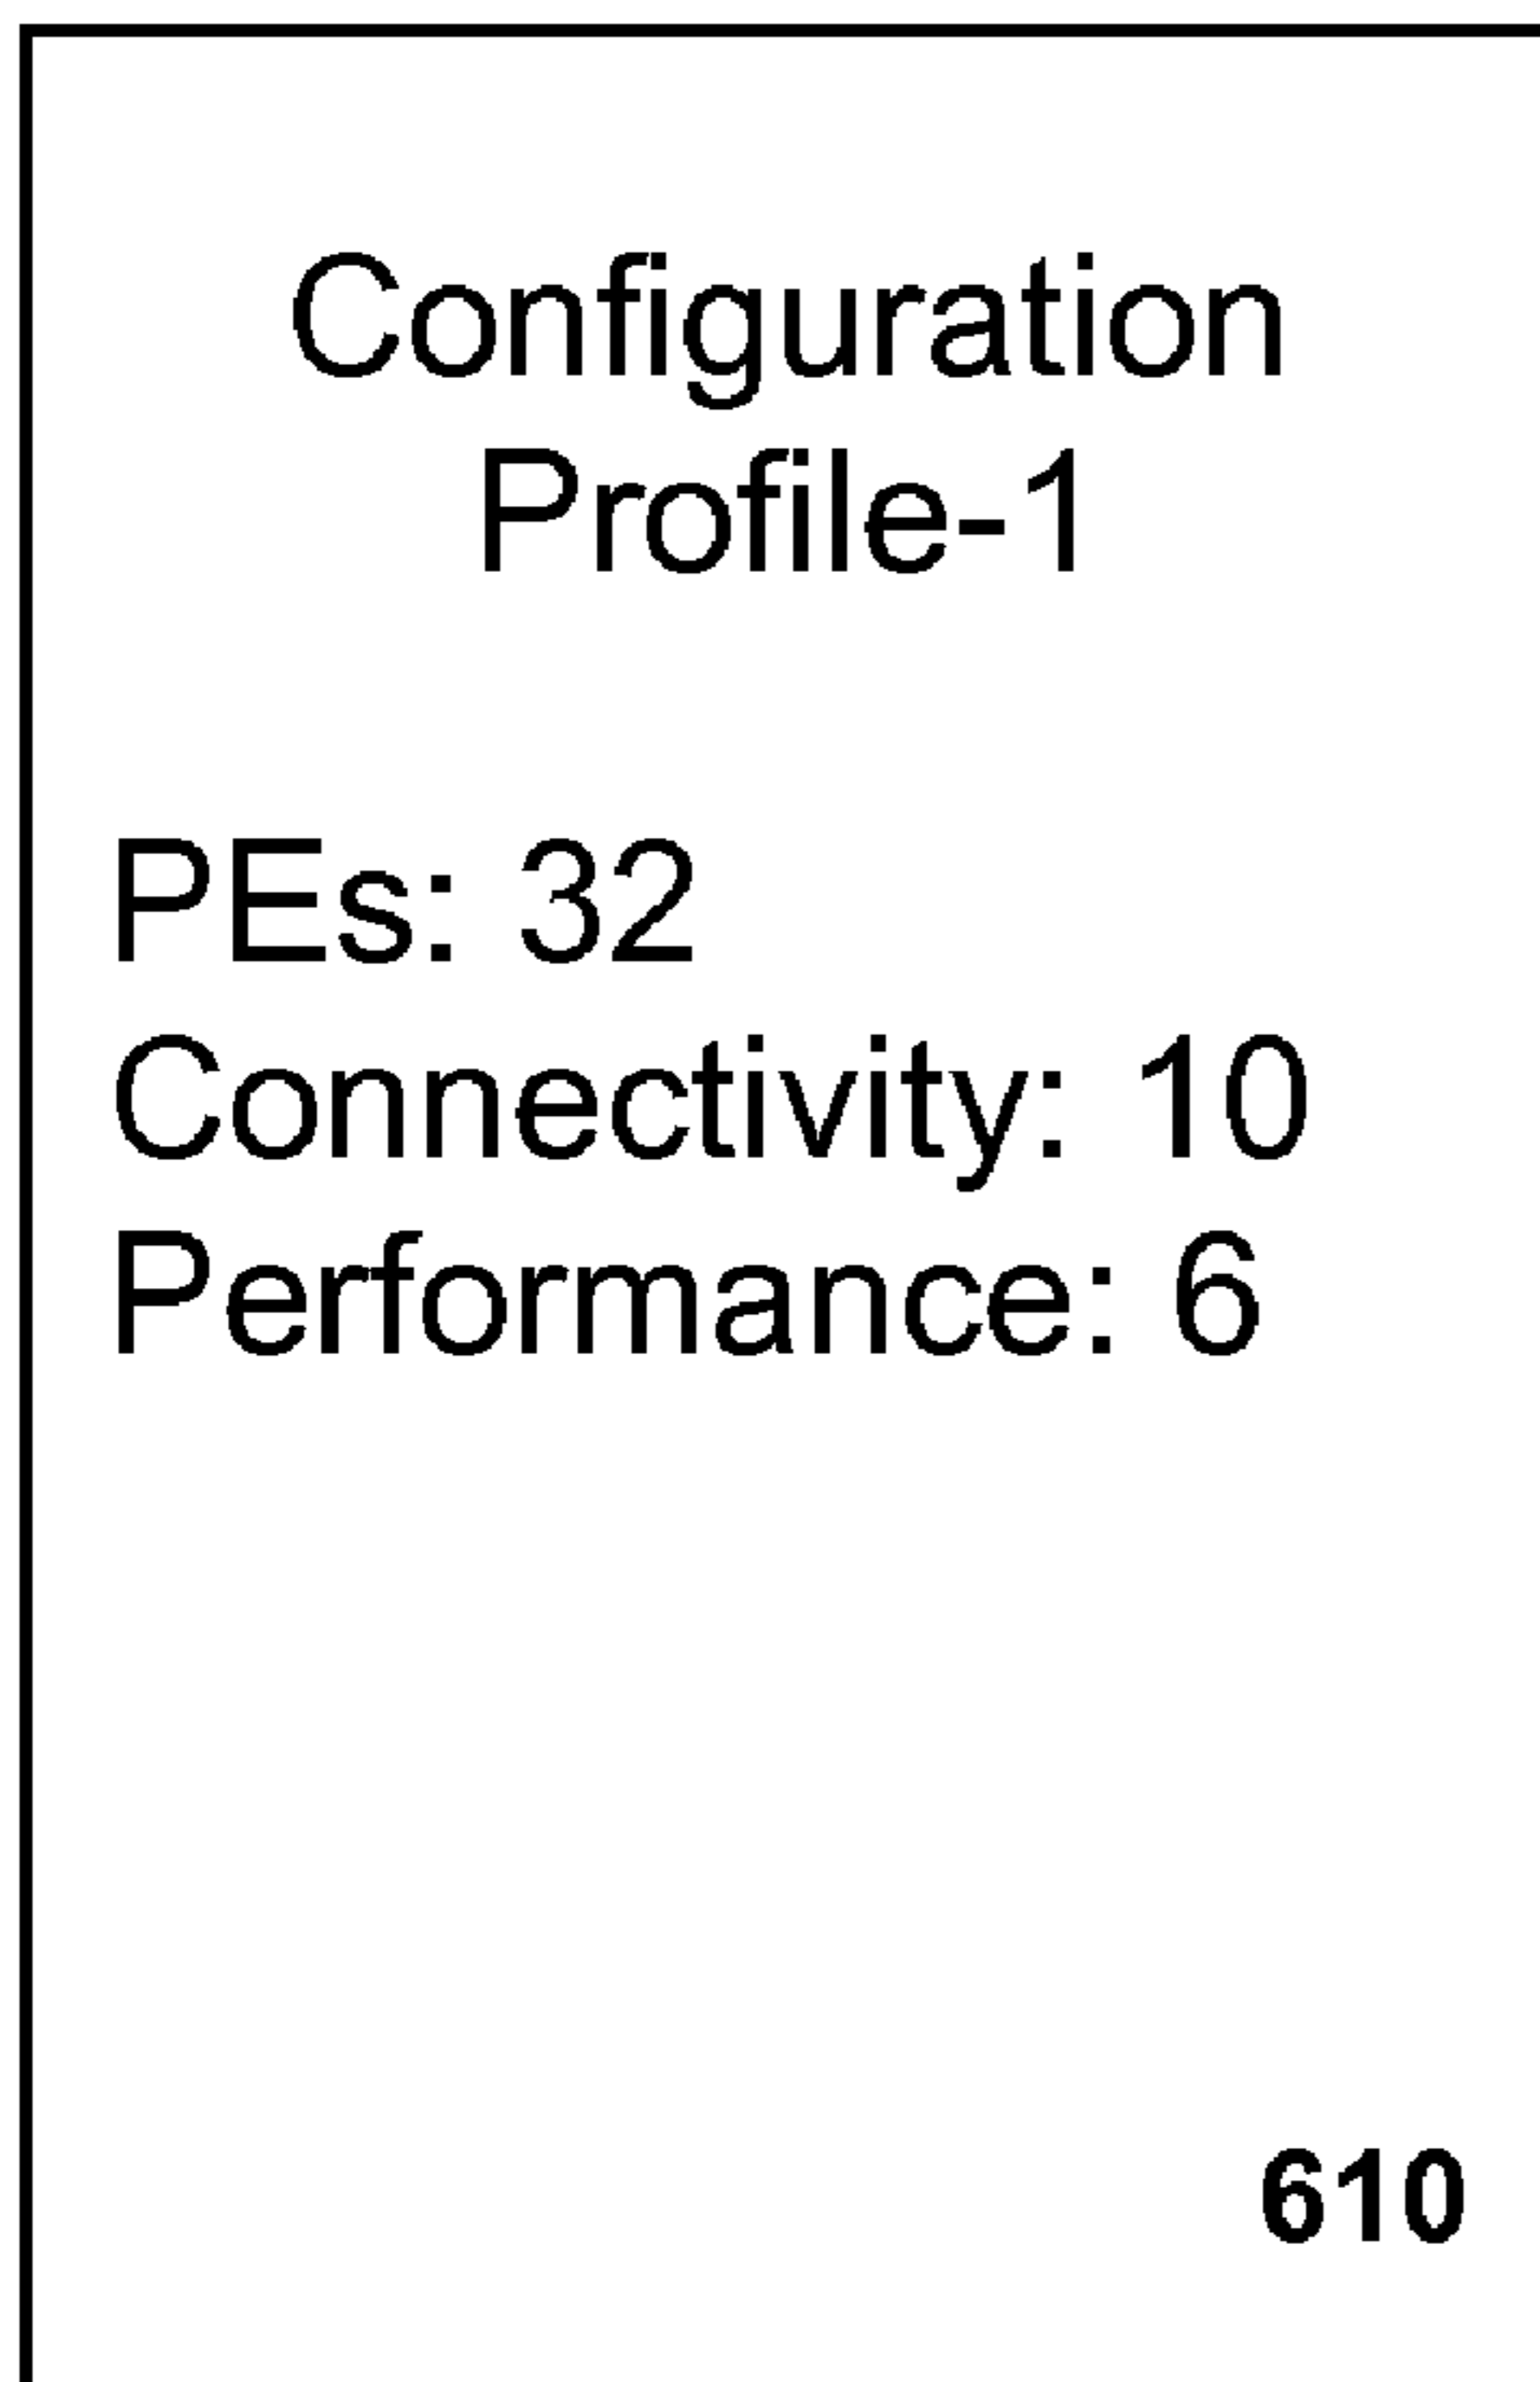 Configuration
Profile-1
PEs: 32
Connectivity: 10
Performance: 6
610